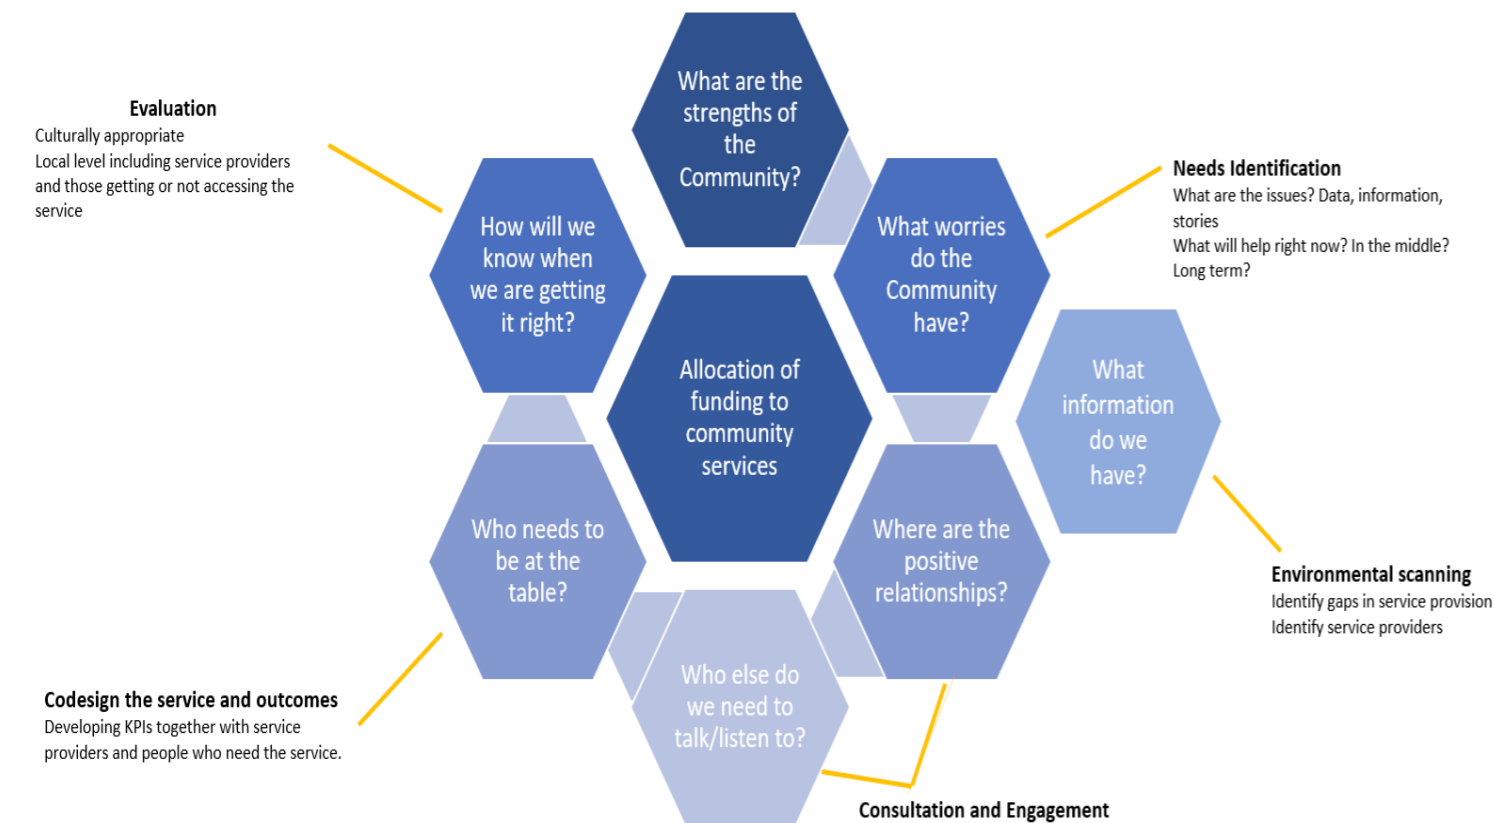 What are the
strengths of
the
Community?
Evaluation
Culturally appropriate
Local level including service providers
and those getting or not accessing the
service
How will we
know when
we are getting
it right?
What worries
do the
Community
have?
Needs Identification
What are the issues? Data, information,
stories
What will help right now? In the middle?
Long term?
Allocation of
funding to
community
services
What
information
do we
have?
Who needs to
be at the
table?
Where are the
positive
relationships?
Environmental scanning
Identify gaps in service provision
Identify service providers
Who else do
we need to
talk/listen to?
Codesign the service and outcomes
Developing KPIs together with service
providers and people who need the service.
Consultation and Engagement